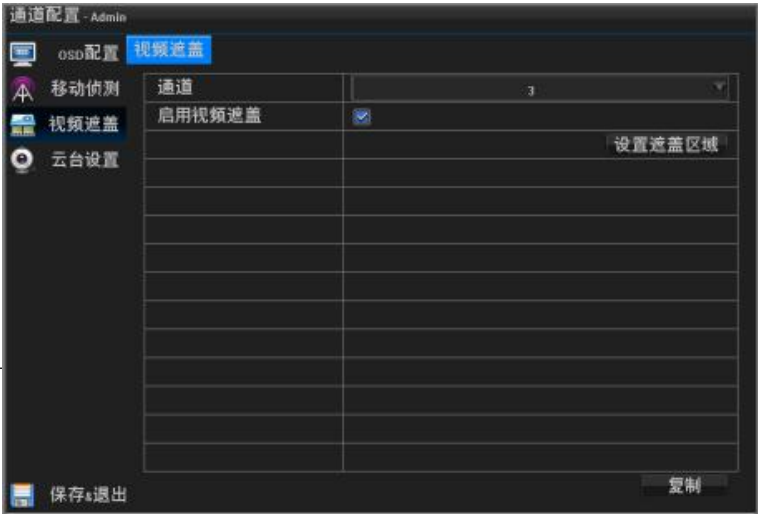 通道配置 - Admin
OSD配置 视频遮盖
移动侦测
通道 3
视频遮盖
启用视频遮盖
设置遮盖区域
云台设置
复制
保存&退出